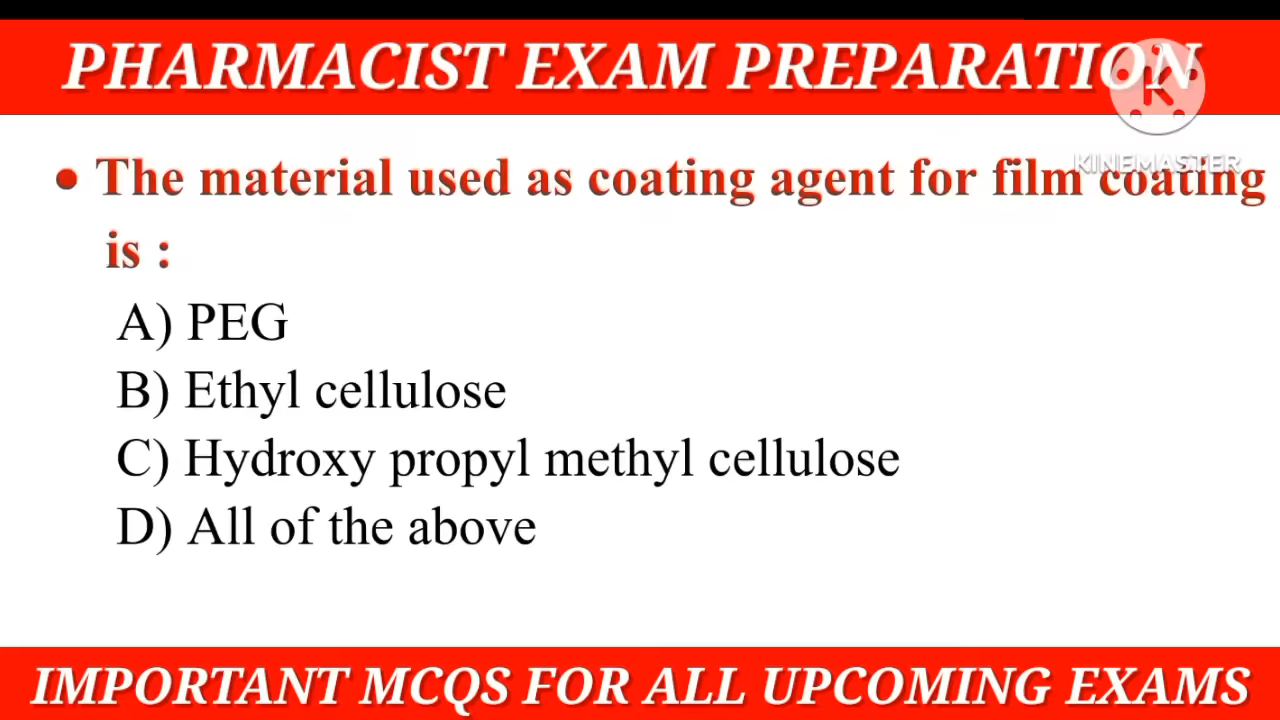 PHARMACIST EXAM PREPARATION
K
KINEMASTER
• The material used as coating agent for film coating
is :
A) PEG
B) Ethyl cellulose
C) Hydroxy propyl methyl cellulose
D) All of the above
IMPORTANT MCQS FOR ALL UPCOMING EXAMS